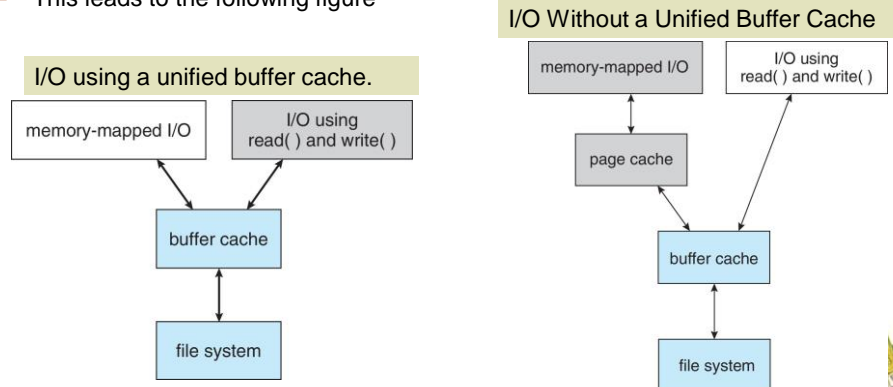 This leads to the following figure
I/O using a unified buffer cache.
memory-mapped I/O
I/O using
read( ) and write( )
buffer cache
file system
I/O Without a Unified Buffer Cache
memory-mapped I/O
I/O using
read( ) and write( )
page cache
buffer cache
file system